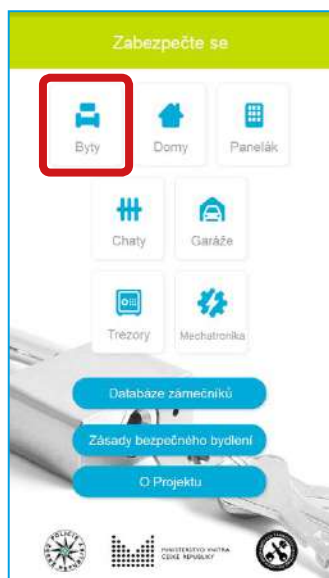 Zabezpečte se
Byty
Domy
Panelák
Chaty
Garáže
Trezory
Mechatronika
Databáze zámečníků
Zásady bezpečného bydlení
O Projektu
MINISTERSTVO VNITRA
ČESKÉ REPUBLIKY